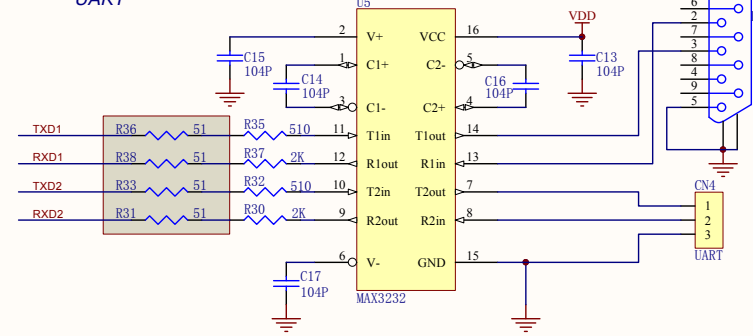 UART
U5
2 V+ VCC 16
VDD
C15
104P
1 C1+ C2- 5
C14
104P
C16
104P
C13
104P
3 C1- C2+ 4
TXD1 R36 51 R35 510 11 T1in T1out 14
RXD1 R38 51 R37 2K 12 R1out R1in 13
TXD2 R33 51 R32 510 10 T2in T2out 7
RXD2 R31 51 R30 2K 9 R2out R2in 8
6 V- GND 15
C17
104P
MAX3232
6
2
7
3
8
4
9
5
CN4
1
2
3
UART